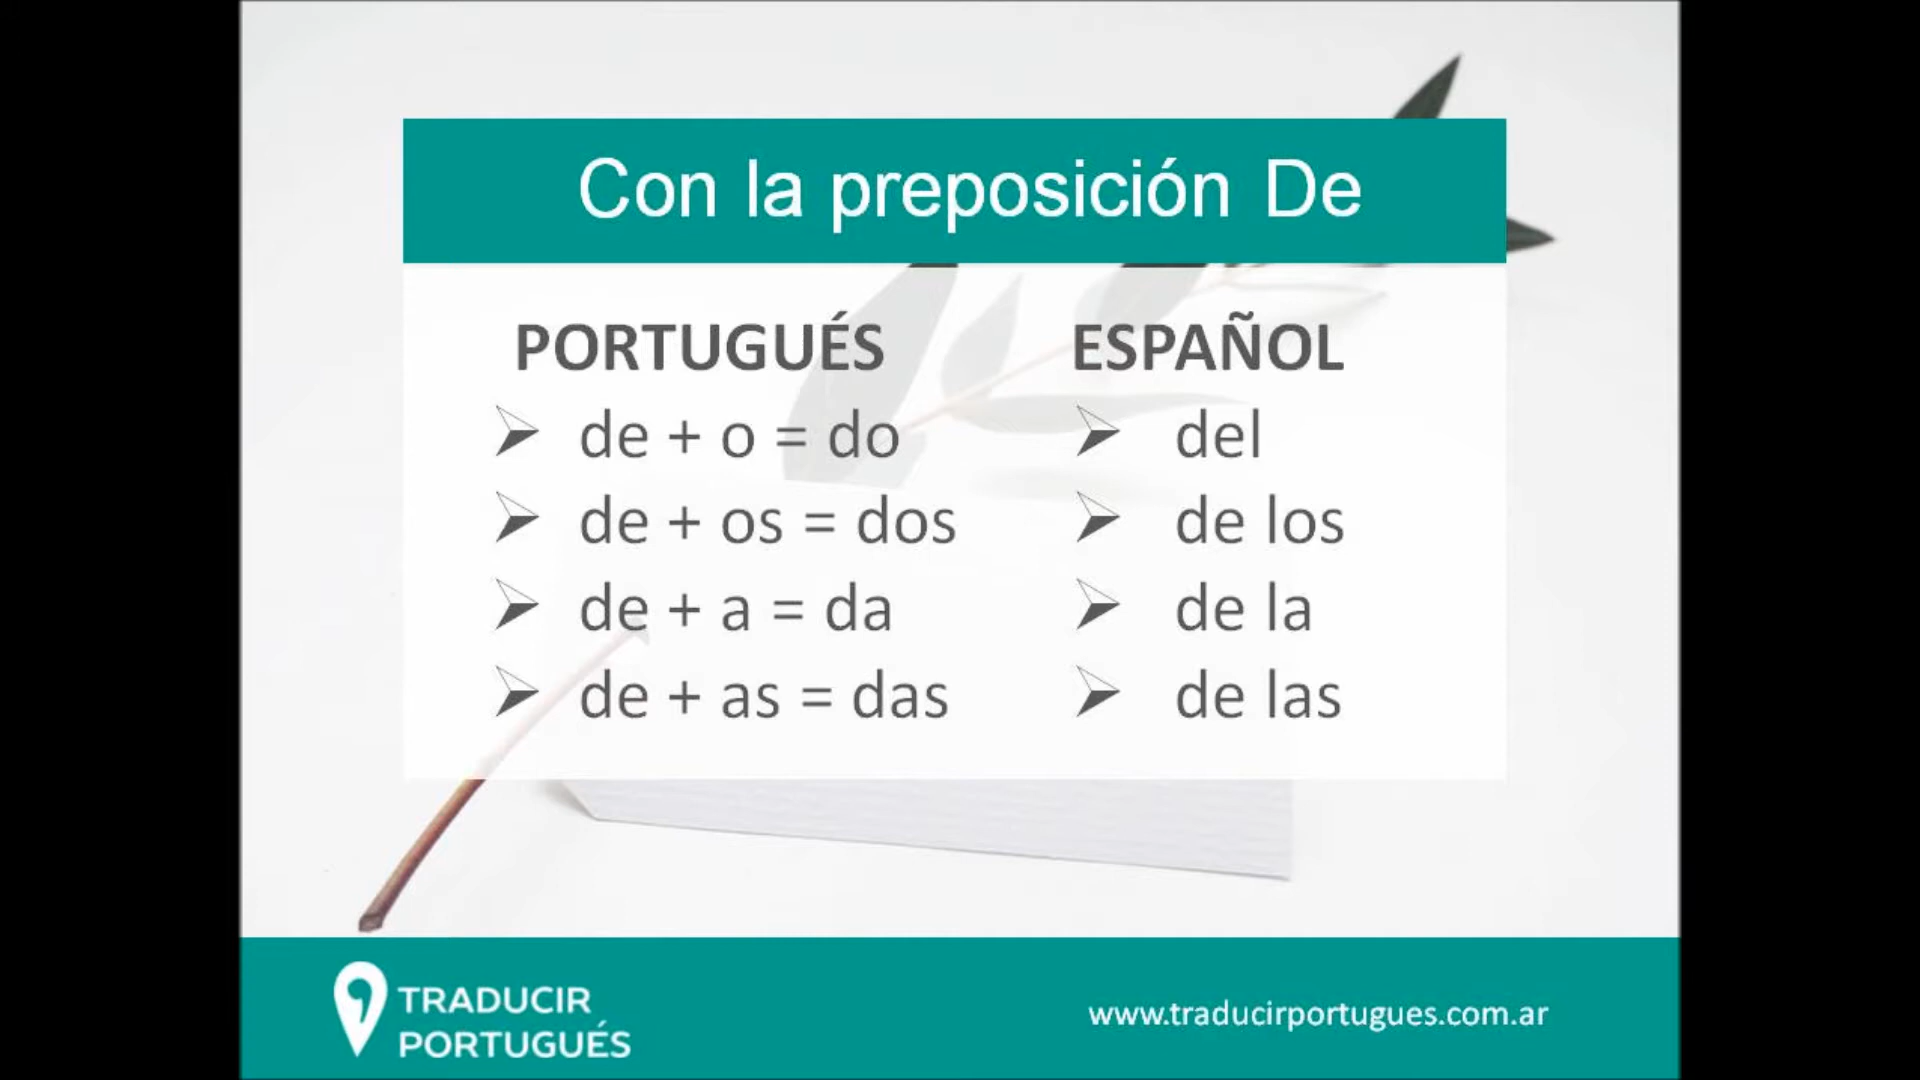 Con la preposición De
PORTUGUÉS
de + o = do
de + os = dos
de + a = da
de + as = das
ESPAÑOL
del
de los
de la
de las
TRADUCIR
PORTUGUÉS
www.traducirportugues.com.ar